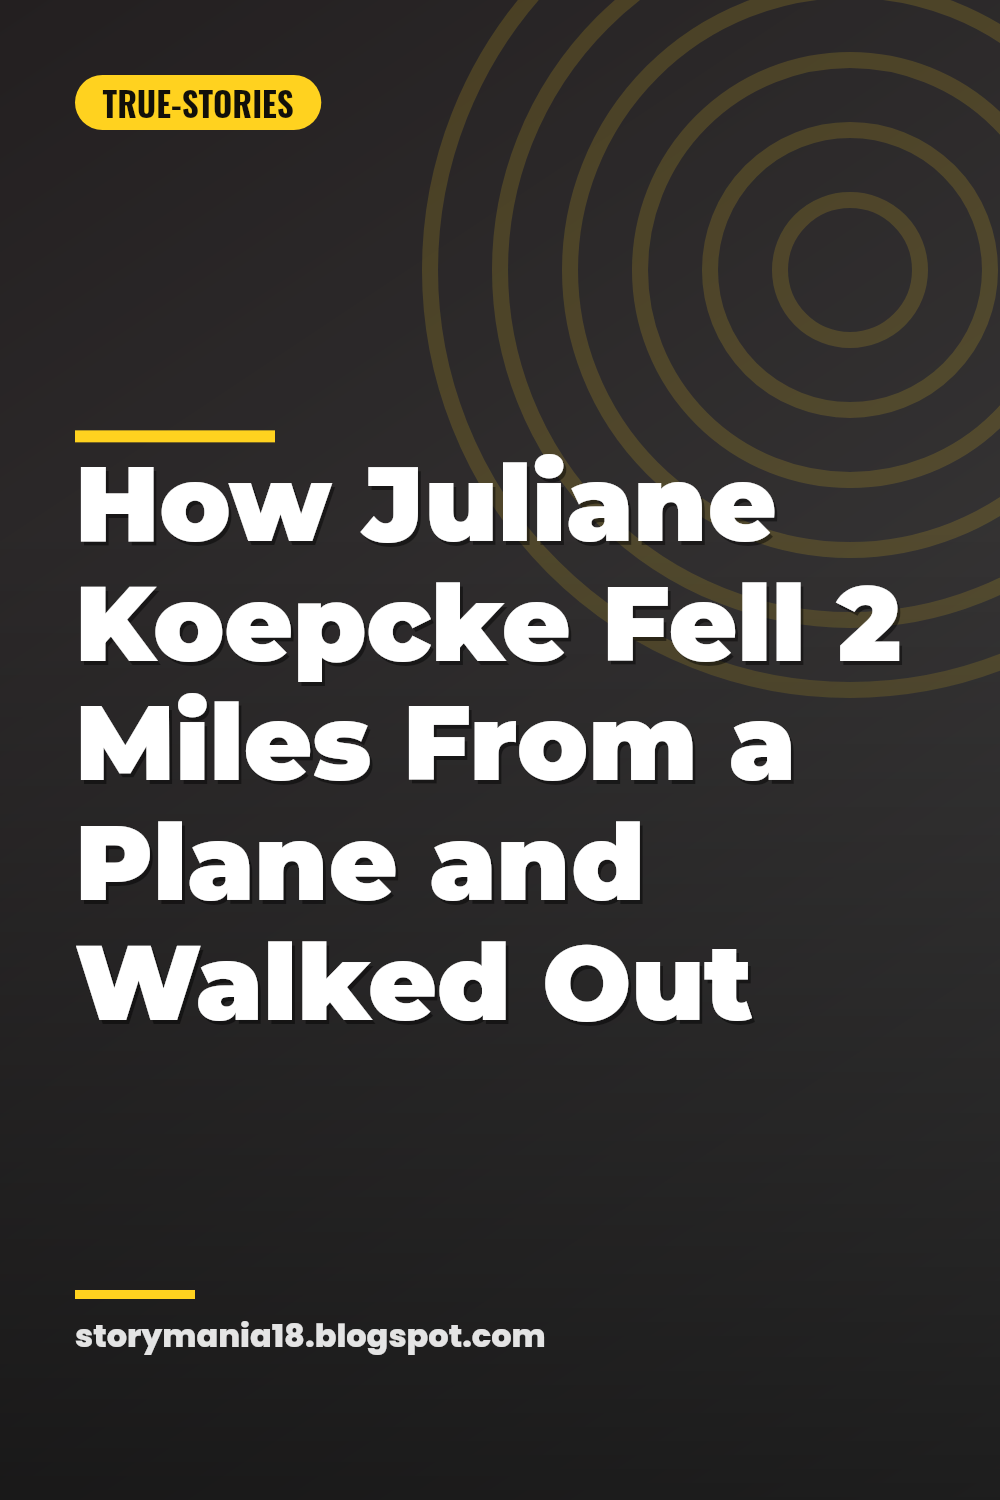 TRUE-STORIES
How Juliane
Koepcke Fell 2
Miles From a
Plane and
Walked Out
storymania18.blogspot.com